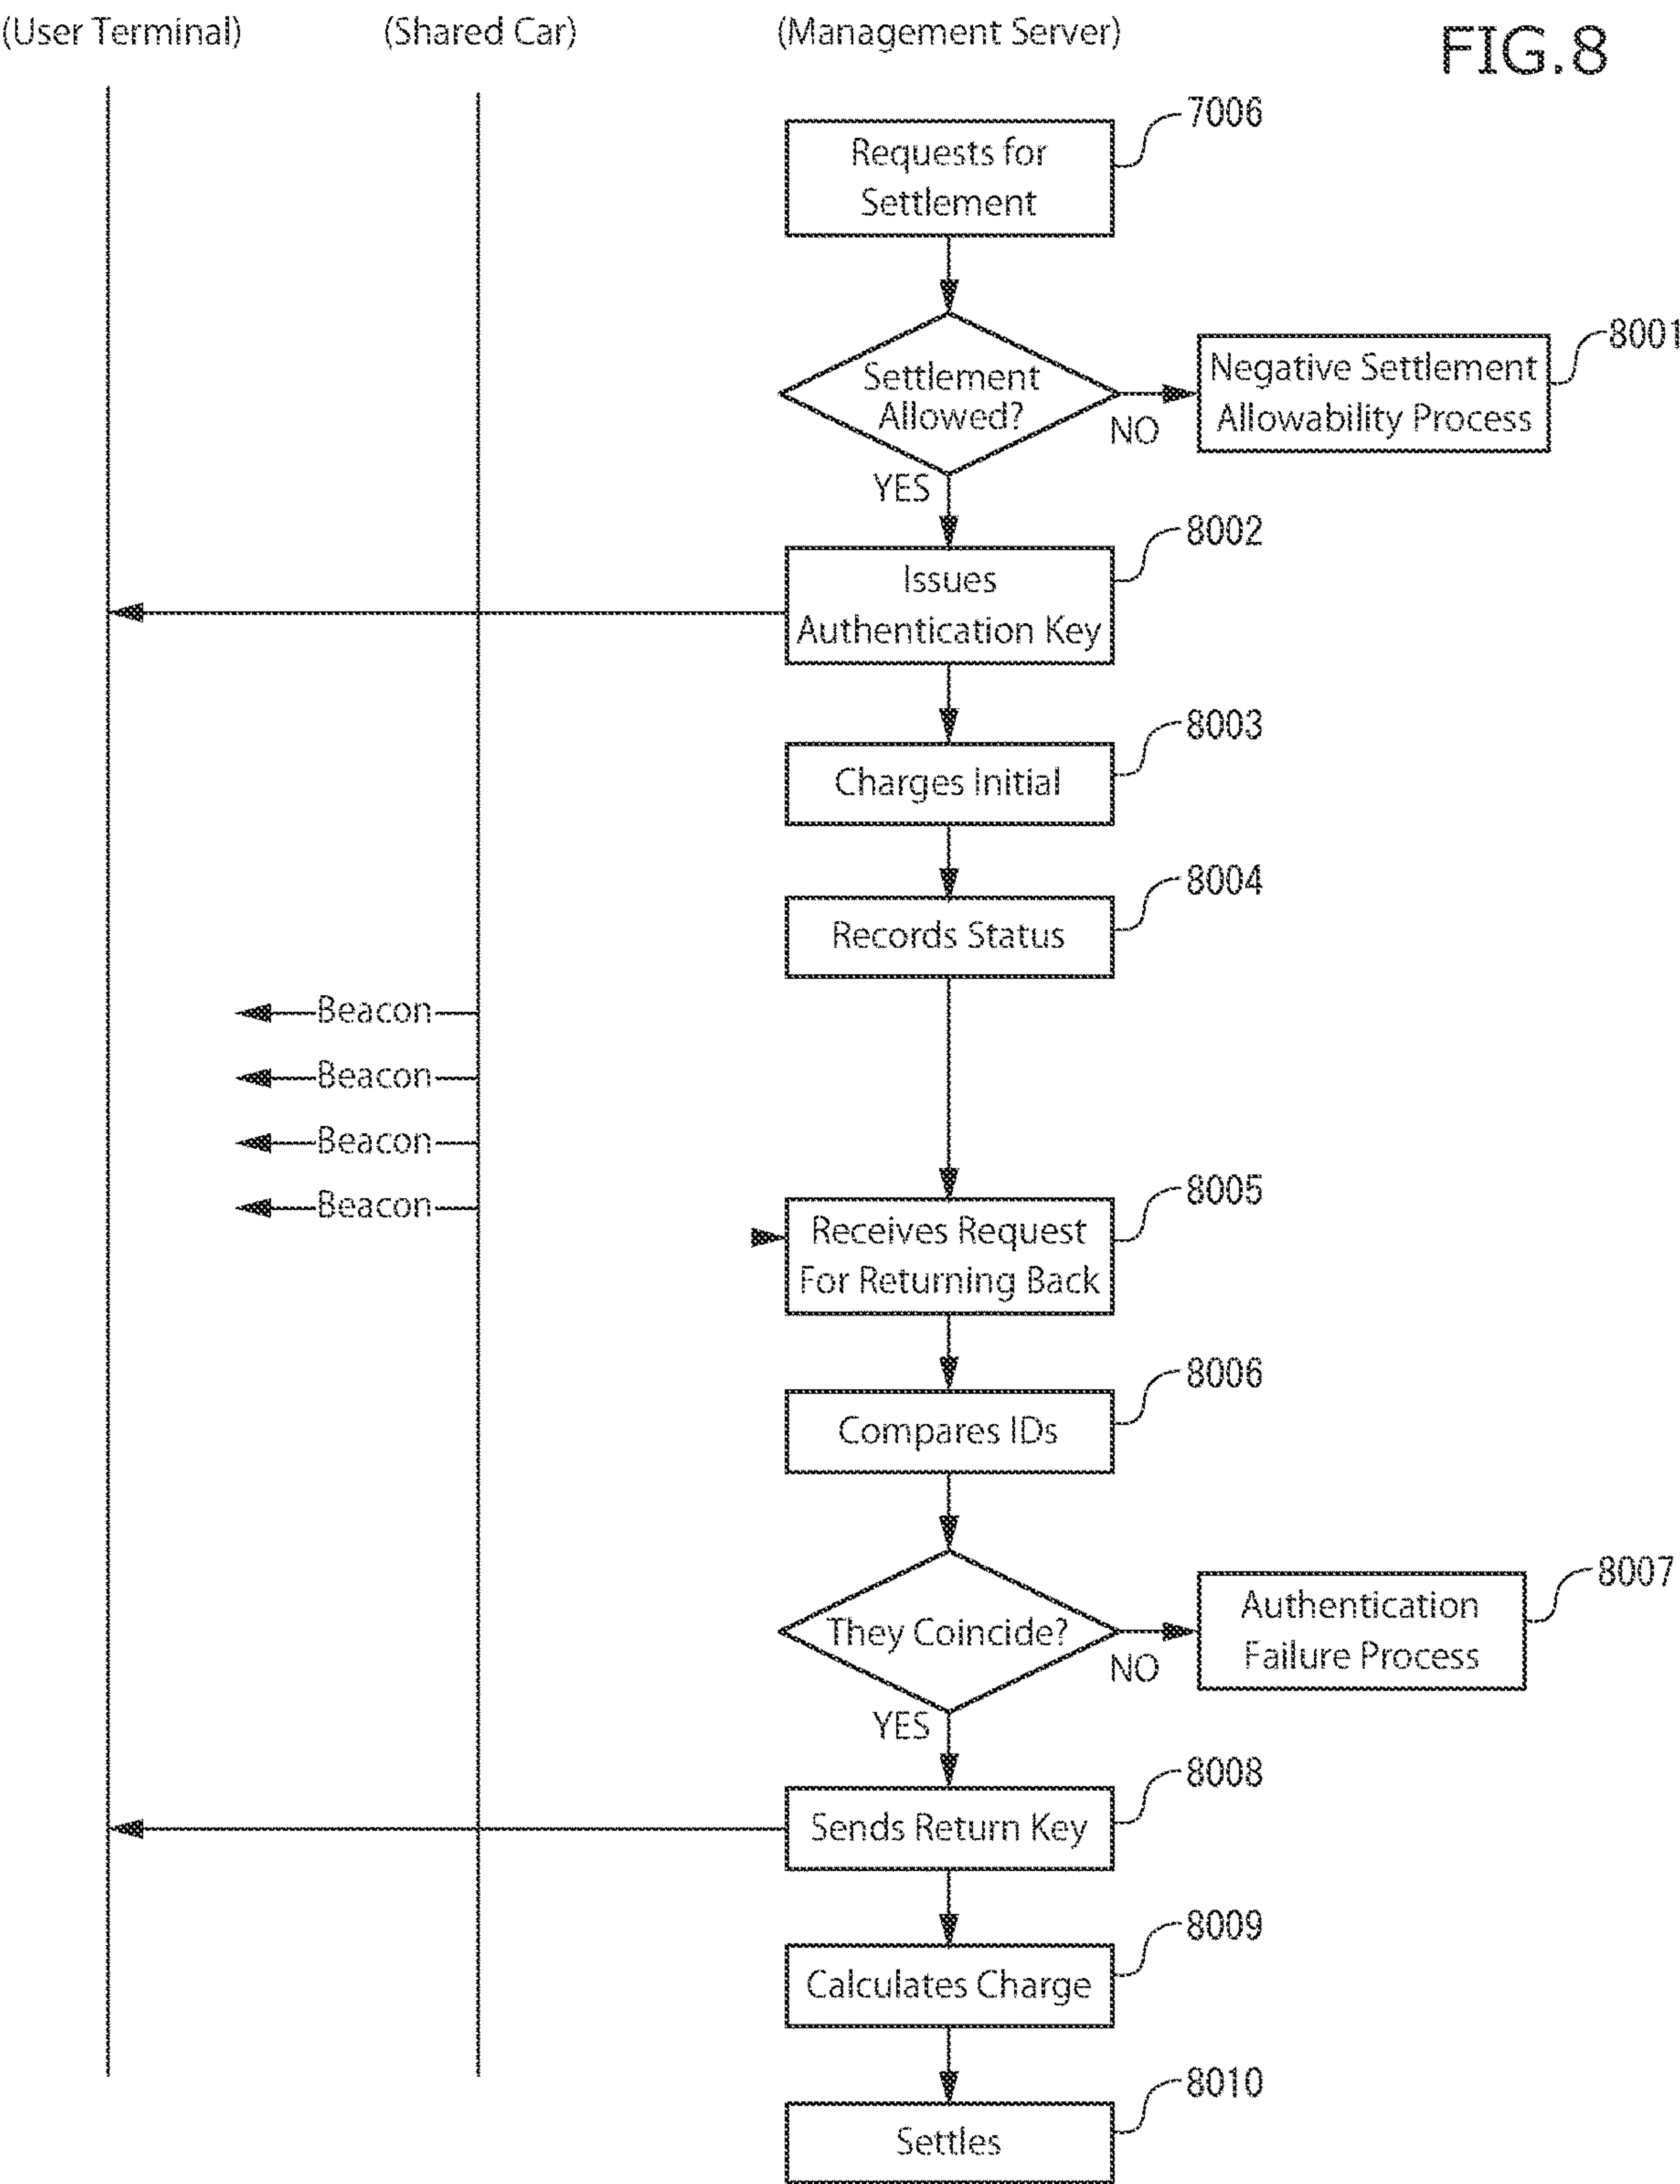 (User Terminal)
(Shared Car)
(Management Server)
FIG.8
7006
Requests for
Settlement
8001
Settlement
Allowed?
NO
Negative Settlement
Allowability Process
YES
8002
Issues
Authentication Key
8003
Charges Initial
8004
Records Status
Beacon
Beacon
Beacon
Beacon
8005
Receives Request
For Returning Back
8006
Compares IDs
8007
They Coincide?
NO
Authentication
Failure Process
YES
8008
Sends Return Key
8009
Calculates Charge
8010
Settles